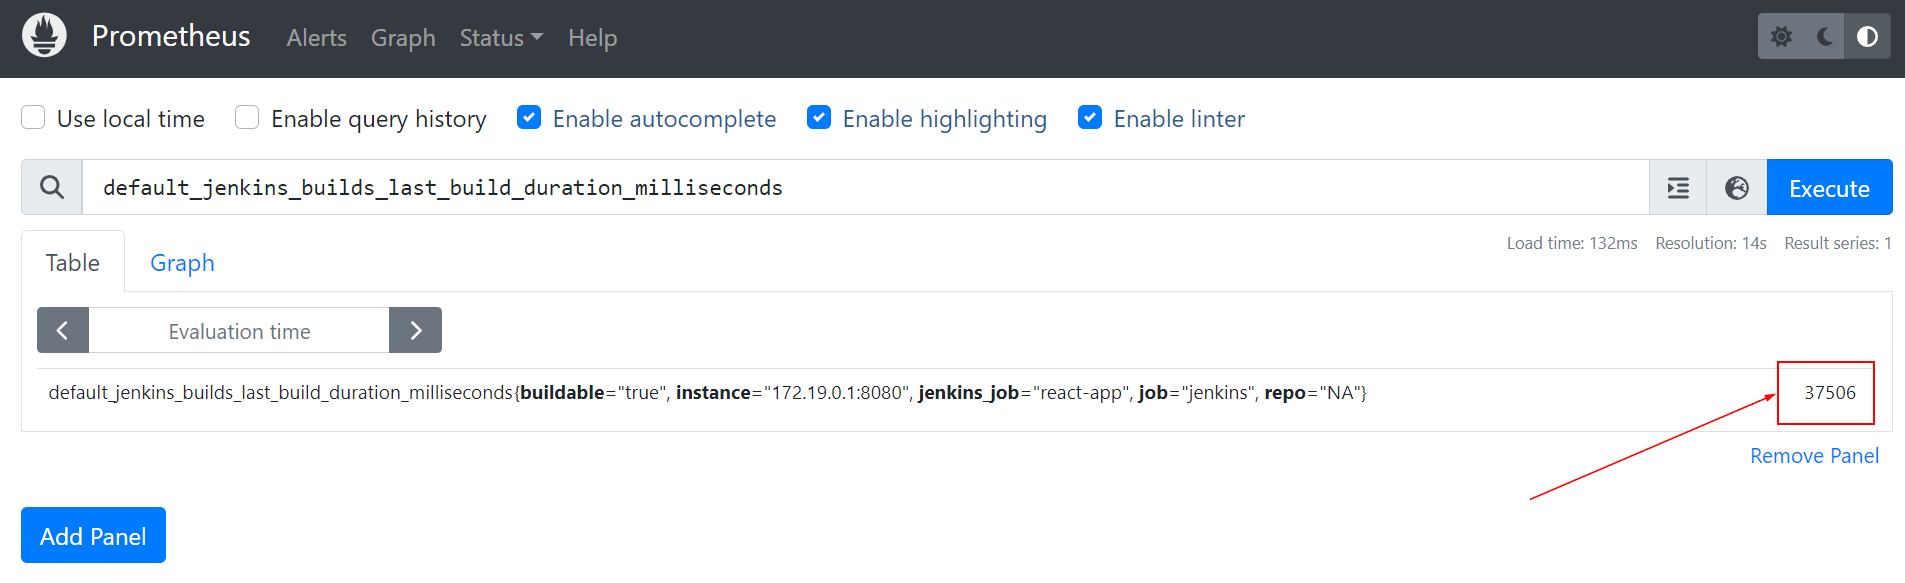 Prometheus Alerts Graph Status Help
Use local time Enable query history Enable autocomplete Enable highlighting Enable linter
default_jenkins_builds_last_build_duration_milliseconds Execute
Table Graph Load time: 132ms Resolution: 14s Result series: 1
Evaluation time
default_jenkins_builds_last_build_duration_milliseconds{buildable="true", instance="172.19.0.1:8080", jenkins_job="react-app", job="jenkins", repo="NA"} 37506
Remove Panel
Add Panel